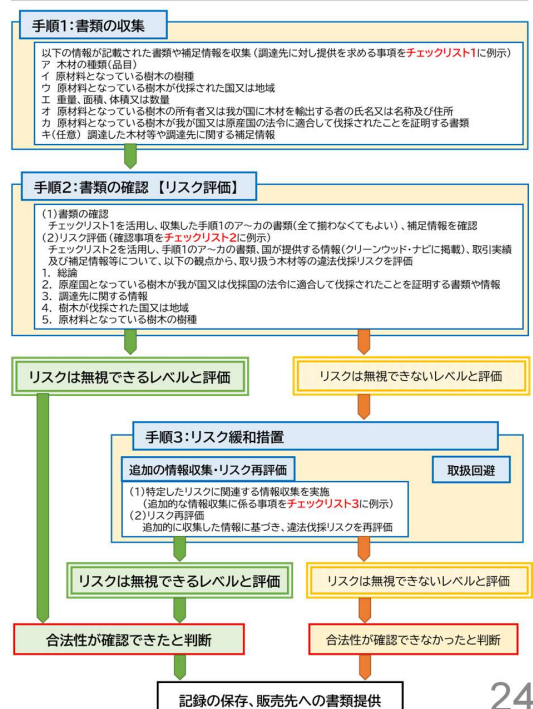 手順1:書類の収集
以下の情報が記載された書類や補足情報を収集(調達先に対し提供を求める事項をチェックリスト1に例示)
ア 木材の種類(品目)
イ 原材料となっている樹木の樹種
ウ 原材料となっている樹木が伐採された国又は地域
エ 重量、面積、体積又は数量
オ 原材料となっている樹木の所有者又は我が国に木材を輸出する者の氏名又は名称及び住所
カ 原材料となっている樹木が我が国又は原産国の法令に適合して伐採されたことを証明する書類
キ(任意) 調達した木材等や調達先に関する補足情報
手順2:書類の確認 【リスク評価】
(1)書類の確認
チェックリスト1を活用し、収集した手順1のア~カの書類(全て揃わなくてもよい)、補足情報を確認
(2)リスク評価(確認事項をチェックリスト2に例示)
チェックリスト2を活用し、手順1のア~カの書類、国が提供する情報(クリーンウッド・ナビに掲載)、取引実績
及び補足情報等について、以下の観点から、取り扱う木材等の違法伐採リスクを評価
1. 総論
2. 原産国となっている樹木が我が国又は伐採国の法令に適合して伐採されたことを証明する書類や情報
3. 調達先に関する情報
4. 樹木が伐採された国又は地域
5. 原材料となっている樹木の樹種
リスクは無視できるレベルと評価
リスクは無視できないレベルと評価
手順3:リスク緩和措置
追加の情報収集・リスク再評価
取扱回避
(1)特定したリスクに関連する情報収集を実施
(追加的な情報収集に係る事項をチェックリスト3に例示)
(2)リスク再評価
追加的に収集した情報に基づき、違法伐採リスクを再評価
リスクは無視できるレベルと評価
リスクは無視できないレベルと評価
合法性が確認できたと判断
合法性が確認できなかったと判断
記録の保存、販売先への書類提供
24